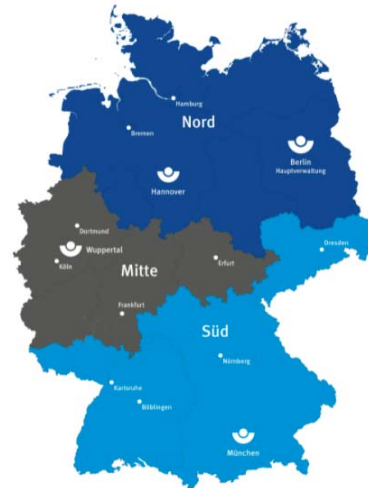 Hamburg
Nord
Bremen
Berlin
Hauptverwaltung
Hannover
Dortmund
Wuppertal
Dresden
Köln
Mitte
Erfurt
Frankfurt
Süd
Nürnberg
Karlsruhe
Böblingen
München